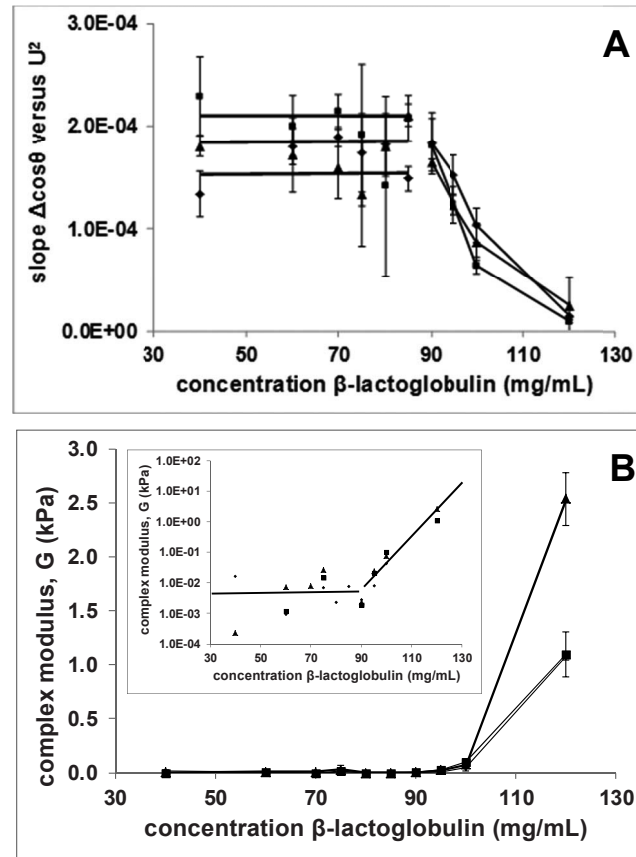 A
slope Δcosθ versus U²
3.0E-04
2.0E-04
1.0E-04
0.0E+00
30 50 70 90 110 130
concentration β-lactoglobulin (mg/mL)
B
complex modulus, G (kPa)
3.0
2.5
2.0
1.5
1.0
0.5
0.0
complex modulus, G (kPa)
1.0E+02
1.0E+01
1.0E+00
1.0E-01
1.0E-02
1.0E-03
1.0E-04
30 50 70 90 110 130
concentration β-lactoglobulin (mg/mL)
30 50 70 90 110 130
concentration β-lactoglobulin (mg/mL)